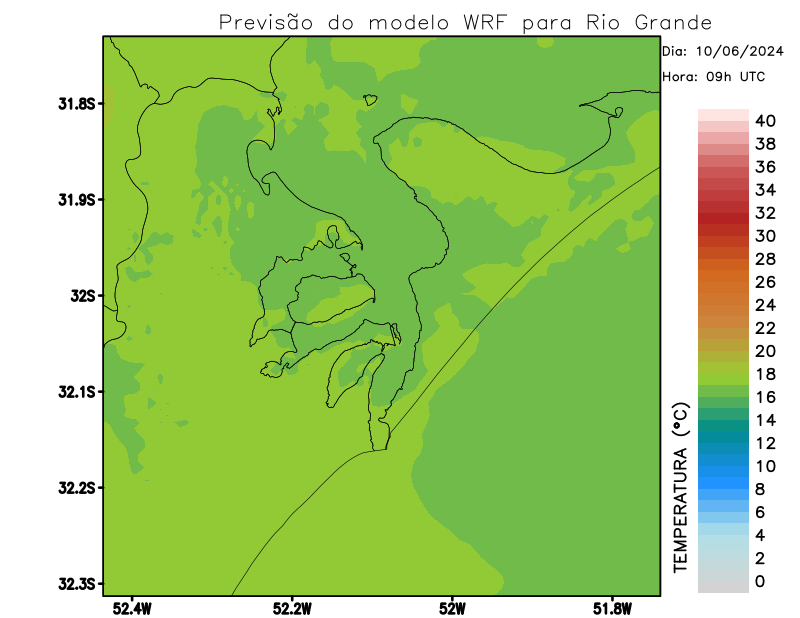 Previsão do modelo WRF para Rio Grande
Dia: 10/06/2024
Hora: 09h UTC
31.8S
31.9S
32S
32.1S
32.2S
32.3S
52.4W
52.2W
52W
51.8W
40
38
36
34
32
30
28
26
24
22
20
18
16
14
12
10
8
6
4
2
0
TEMPERATURA (ºC)